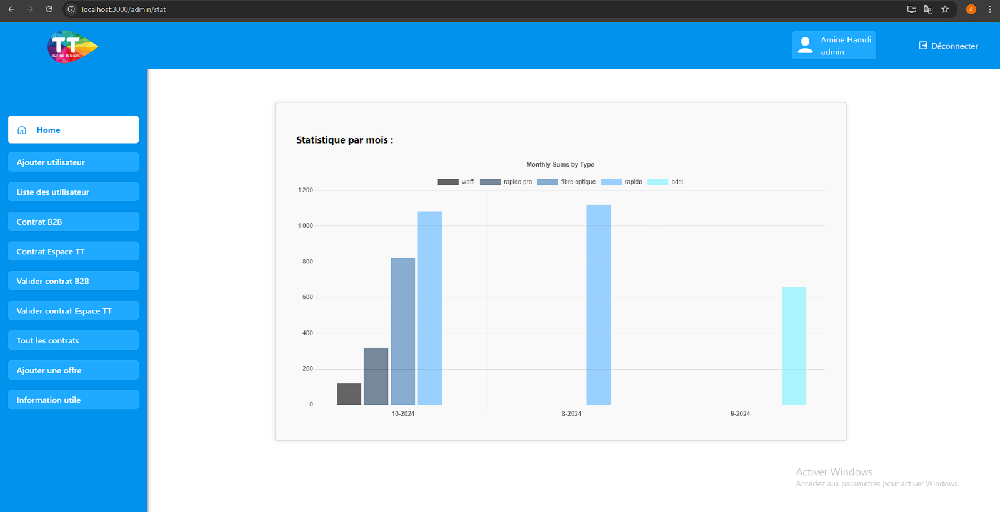 localhost:3000/admin/stat
TT
Tunisie Telecom
Amine Hamdi
admin
Déconnecter
Home
Ajouter utilisateur
Liste des utilisateur
Contrat B2B
Contrat Espace TT
Valider contrat B2B
Valider contrat Espace TT
Tout les contrats
Ajouter une offre
Information utile
Statistique par mois :
Monthly Sums by Type
waffi rapido pro fibre optique rapido adsl
1 200
1 000
800
600
400
200
0
10-2024 8-2024 9-2024
Activer Windows
Accédez aux paramètres pour activer Windows.
A